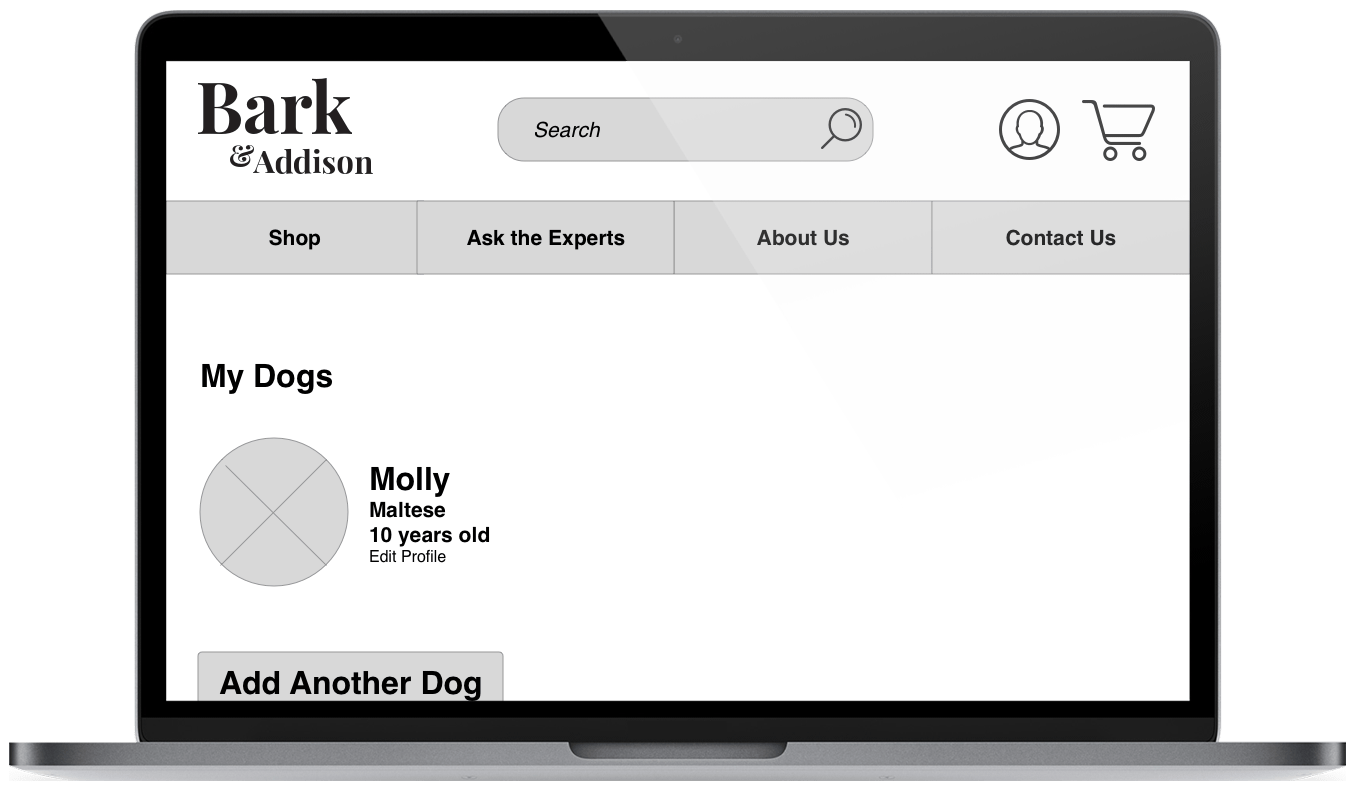 Bark
& Addison
Search
Shop
Ask the Experts
About Us
Contact Us
My Dogs
Molly
Maltese
10 years old
Edit Profile
Add Another Dog